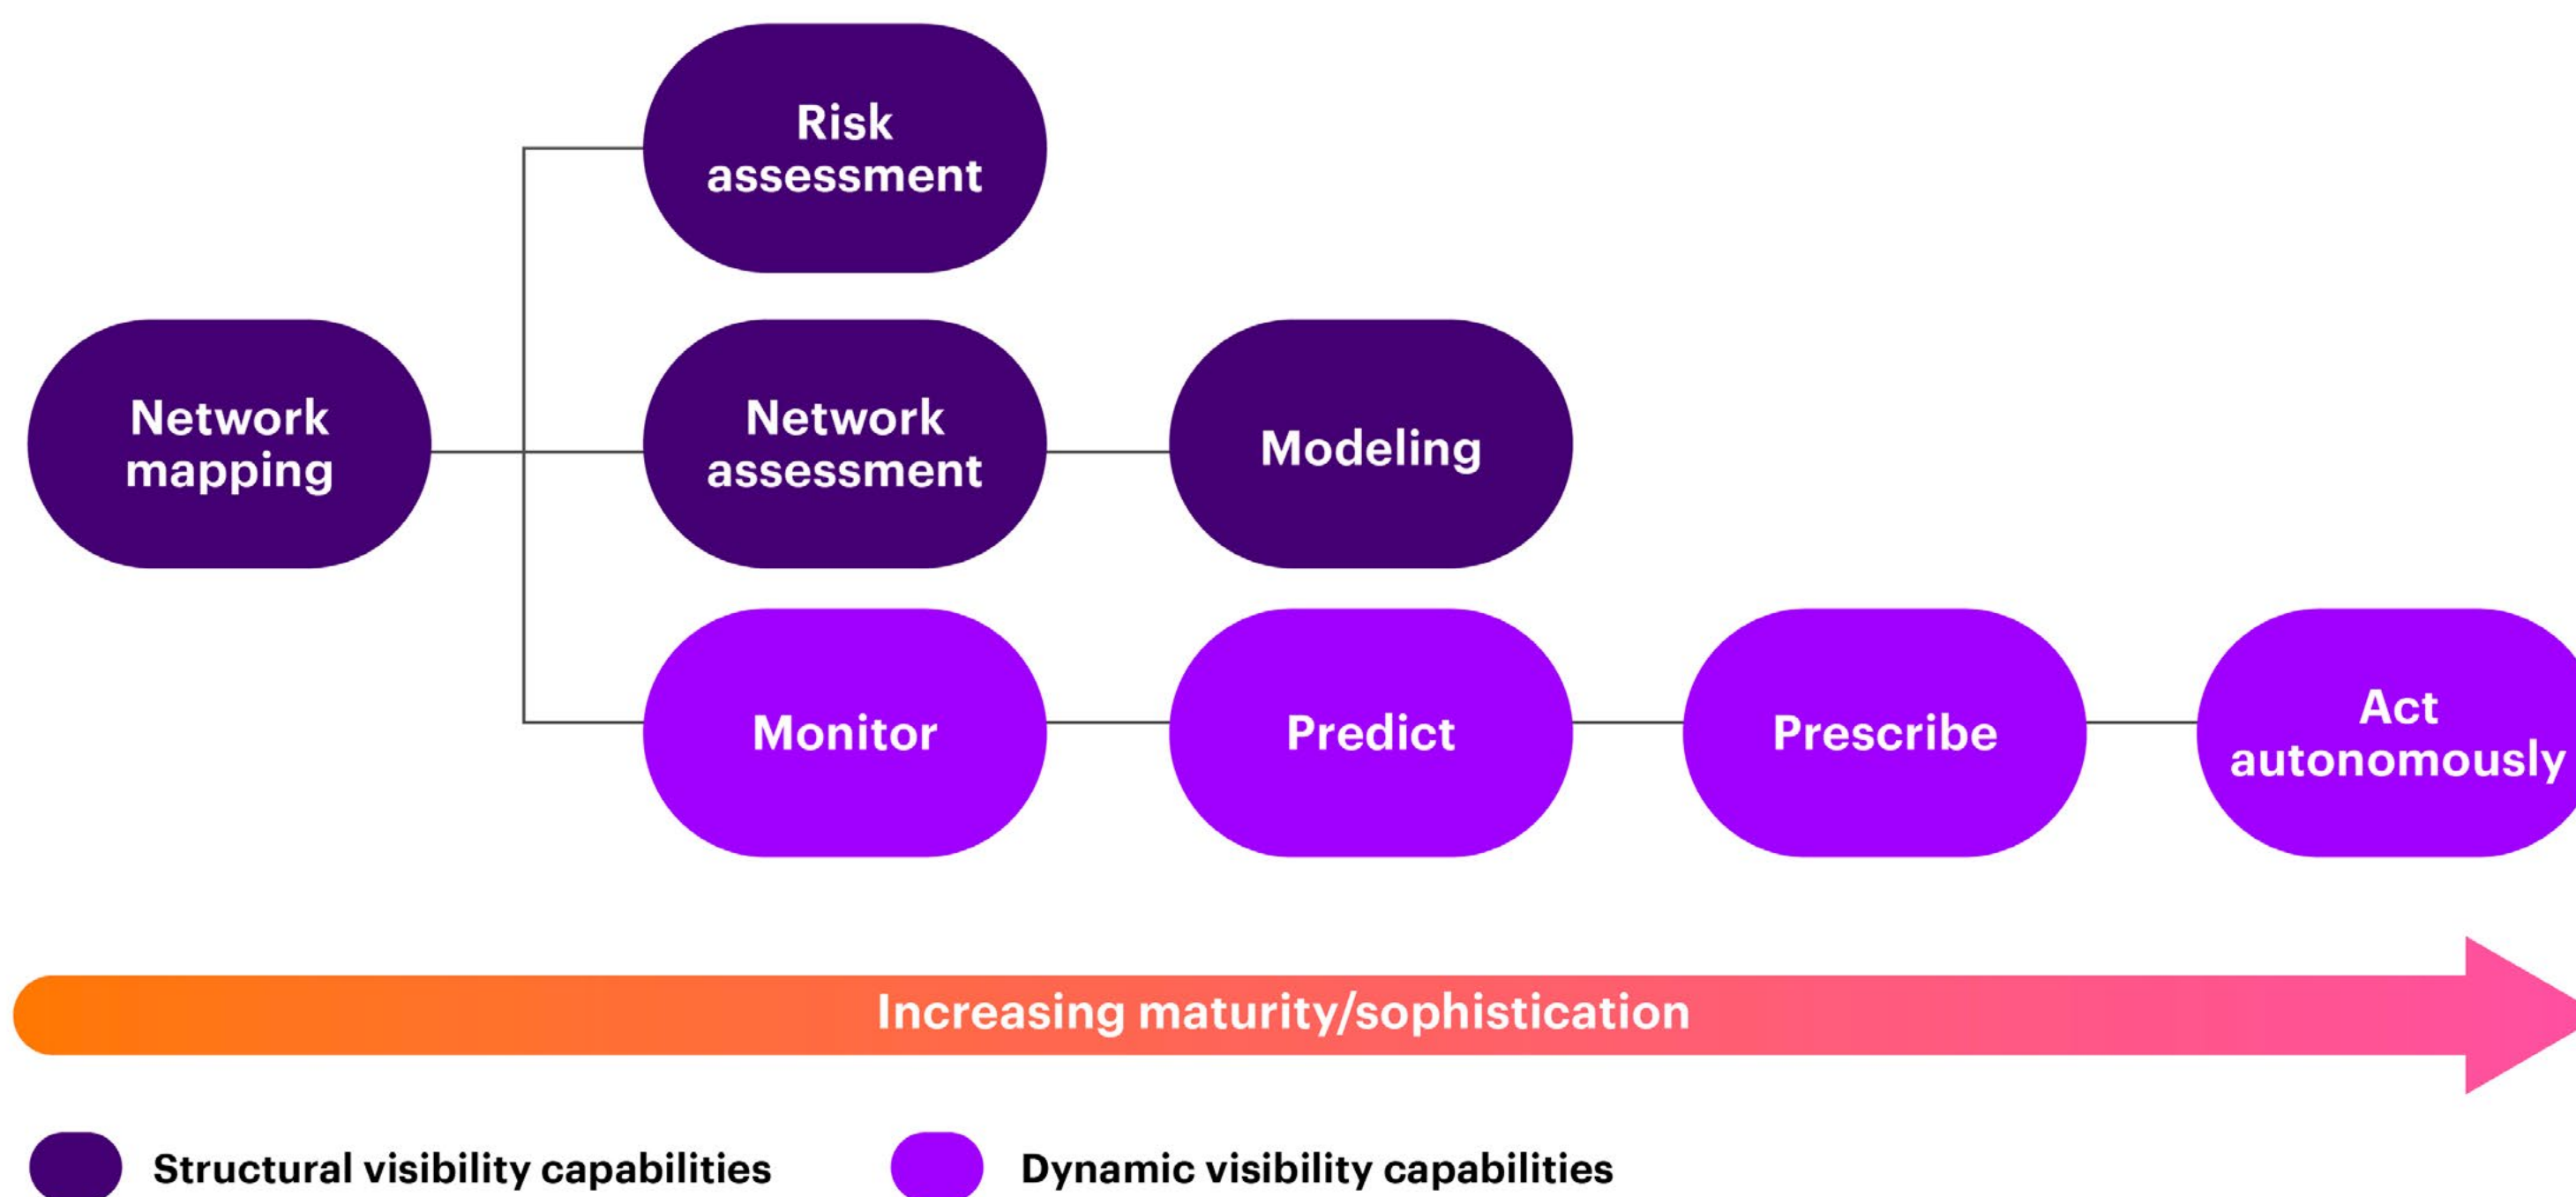 Risk
assessment
Network
mapping
Network
assessment
Modeling
Monitor
Predict
Prescribe
Act
autonomously
Increasing maturity/sophistication
Structural visibility capabilities
Dynamic visibility capabilities